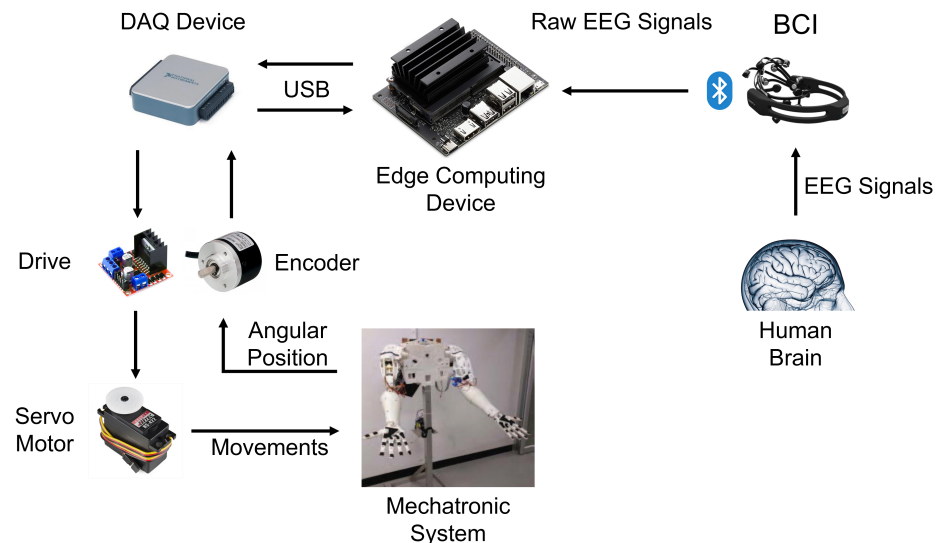 DAQ Device
Raw EEG Signals
BCI
USB
Edge Computing
Device
EEG Signals
Drive
Encoder
Angular
Position
Human
Brain
Servo
Motor
Movements
Mechatronic
System